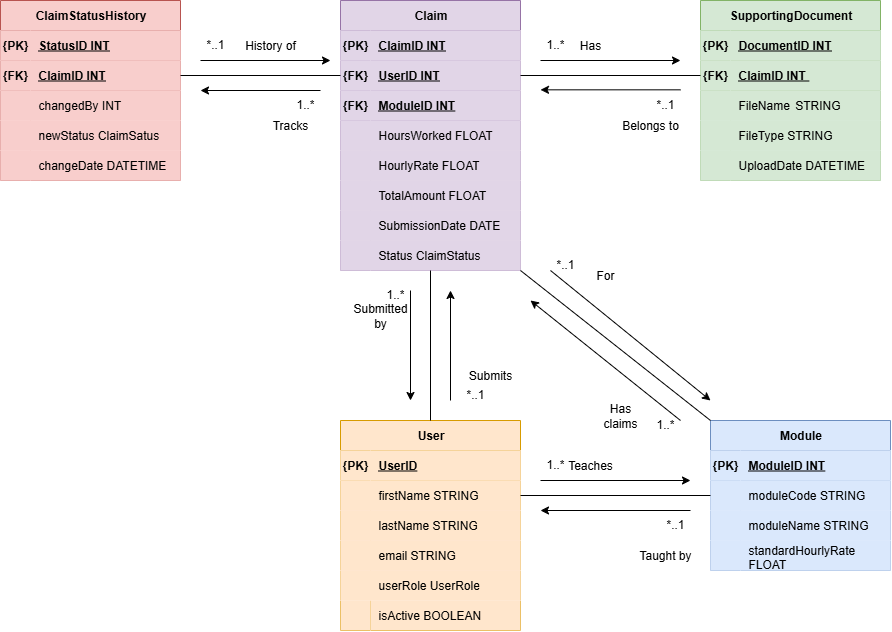 ClaimStatusHistory
{PK} StatusID INT
{FK} ClaimID INT
changedBy INT
newStatus ClaimSatus
changeDate DATETIME
*..1 History of
1..*
Tracks
Claim
{PK} ClaimID INT
{FK} UserID INT
{FK} ModuleID INT
HoursWorked FLOAT
HourlyRate FLOAT
TotalAmount FLOAT
SubmissionDate DATE
Status ClaimStatus
1..* Has
*..1
Belongs to
SupportingDocument
{PK} DocumentID INT
{FK} ClaimID INT
FileName STRING
FileType STRING
UploadDate DATETIME
*..1
For
1..*
Submitted
by
Submits
*..1
Has
claims
1..*
User
{PK} UserID
firstName STRING
lastName STRING
email STRING
userRole UserRole
isActive BOOLEAN
1..* Teaches
*..1
Taught by
Module
{PK} ModuleID INT
moduleCode STRING
moduleName STRING
standardHourlyRate
FLOAT